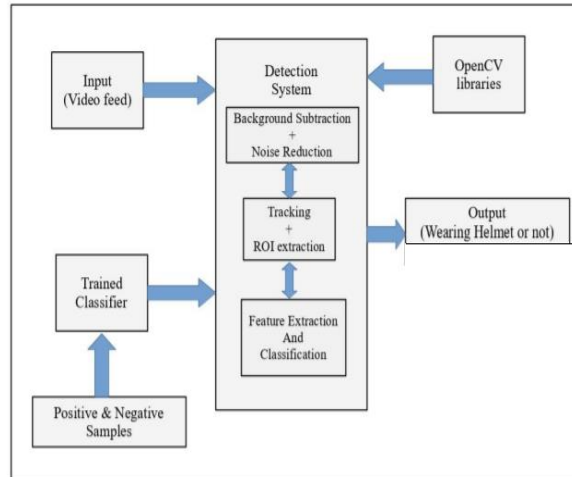 Input
(Video feed)
Detection
System
OpenCV
libraries
Background Subtraction
+
Noise Reduction
Tracking
+
ROI extraction
Output
(Wearing Helmet or not)
Trained
Classifier
Feature Extraction
And
Classification
Positive & Negative
Samples